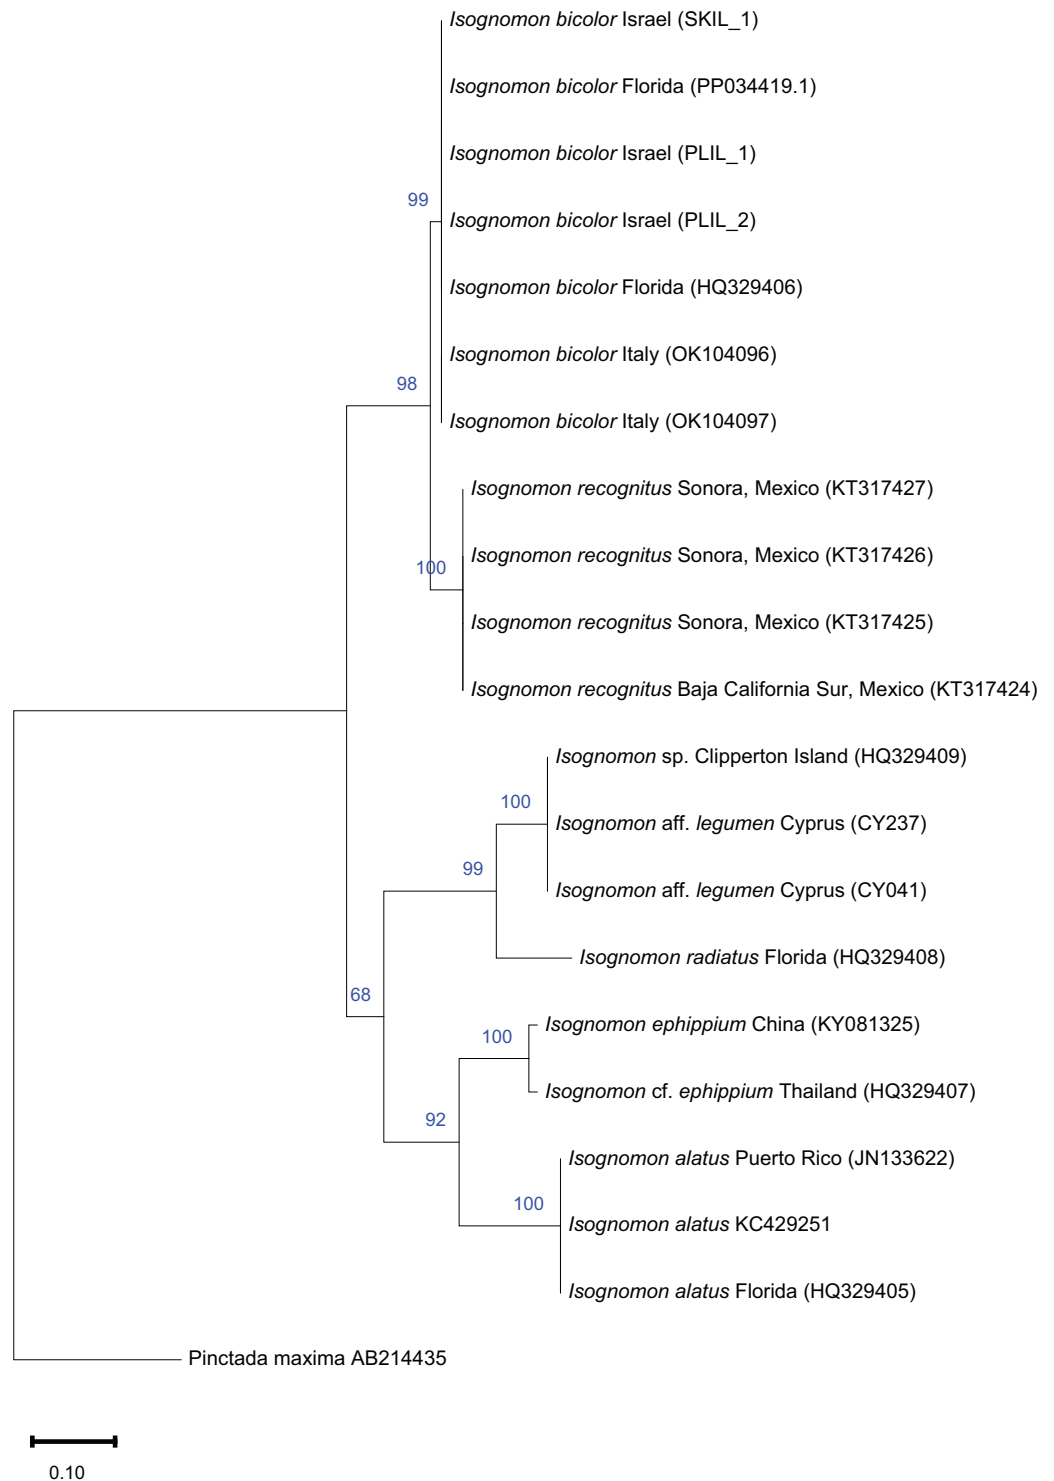 Isognomon bicolor Israel (SKIL_1)
Isognomon bicolor Florida (PP034419.1)
Isognomon bicolor Israel (PLIL_1)
99
Isognomon bicolor Israel (PLIL_2)
Isognomon bicolor Florida (HQ329406)
Isognomon bicolor Italy (OK104096)
98
Isognomon bicolor Italy (OK104097)
Isognomon recognitus Sonora, Mexico (KT317427)
Isognomon recognitus Sonora, Mexico (KT317426)
100
Isognomon recognitus Sonora, Mexico (KT317425)
Isognomon recognitus Baja California Sur, Mexico (KT317424)
Isognomon sp. Clipperton Island (HQ329409)
100
Isognomon aff. legumen Cyprus (CY237)
99
Isognomon aff. legumen Cyprus (CY041)
Isognomon radiatus Florida (HQ329408)
68
Isognomon ephippium China (KY081325)
100
Isognomon cf. ephippium Thailand (HQ329407)
92
Isognomon alatus Puerto Rico (JN133622)
100
Isognomon alatus KC429251
Isognomon alatus Florida (HQ329405)
Pinctada maxima AB214435
0.10